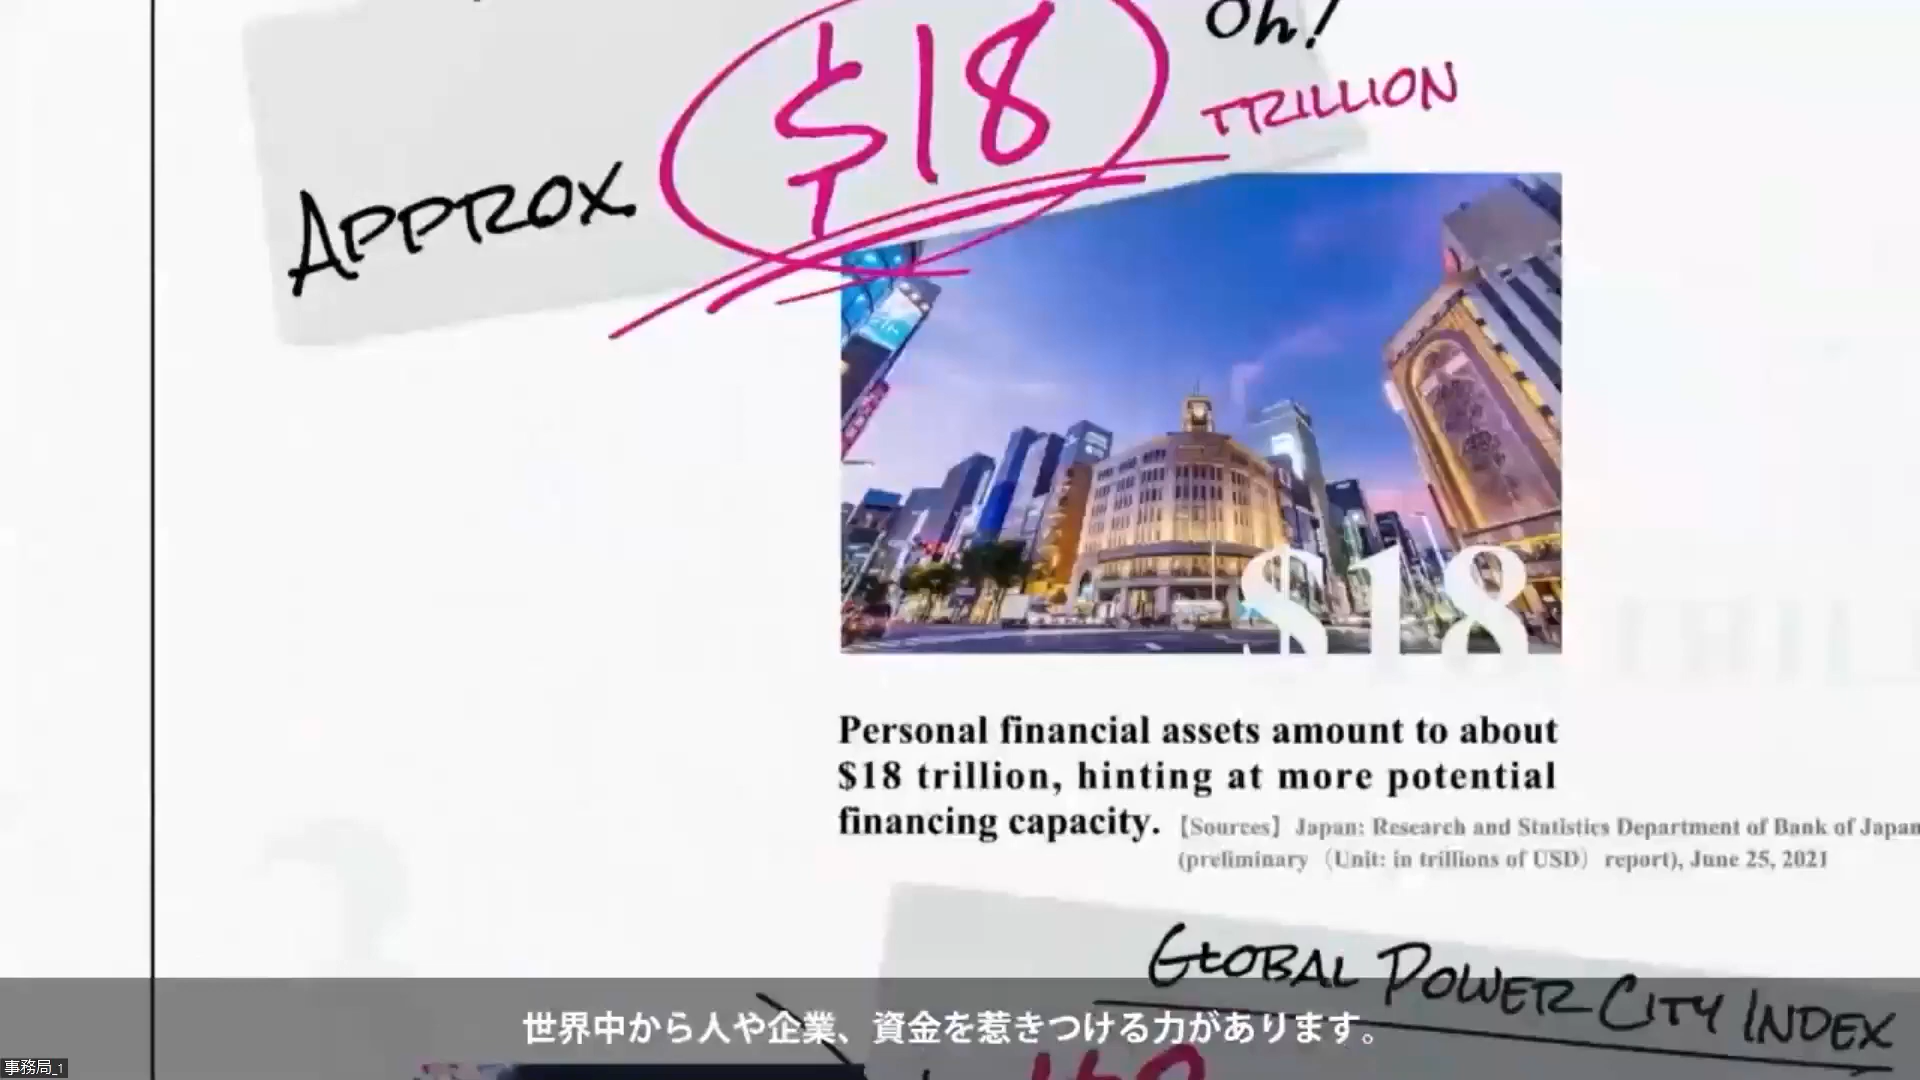 Oh!
APPROX $18 TRILLION
$18
Personal financial assets amount to about
$18 trillion, hinting at more potential
financing capacity.
【Sources】Japan: Research and Statistics Department of Bank of Japan
(preliminary（Unit: in trillions of USD）report), June 25, 2021
GLOBAL POWER CITY INDEX
世界中から人や企業、資金を惹きつける力があります。
事務局_1